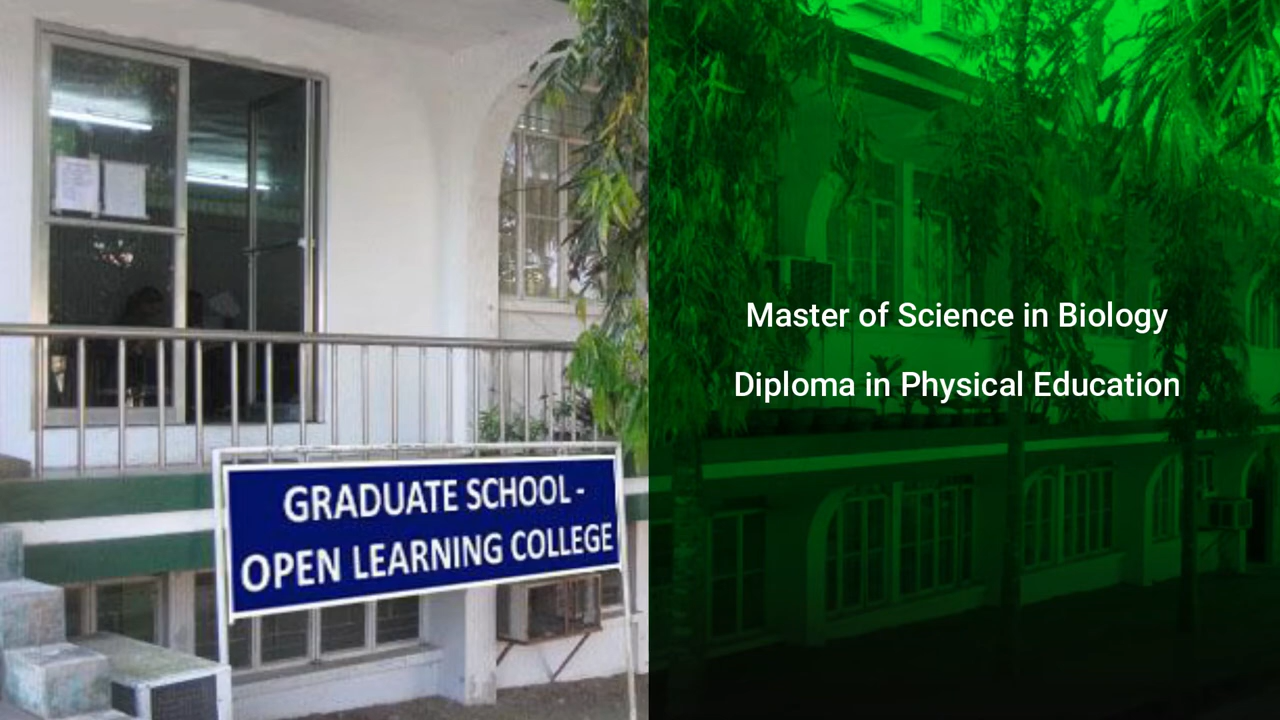 GRADUATE SCHOOL -
OPEN LEARNING COLLEGE
Master of Science in Biology
Diploma in Physical Education